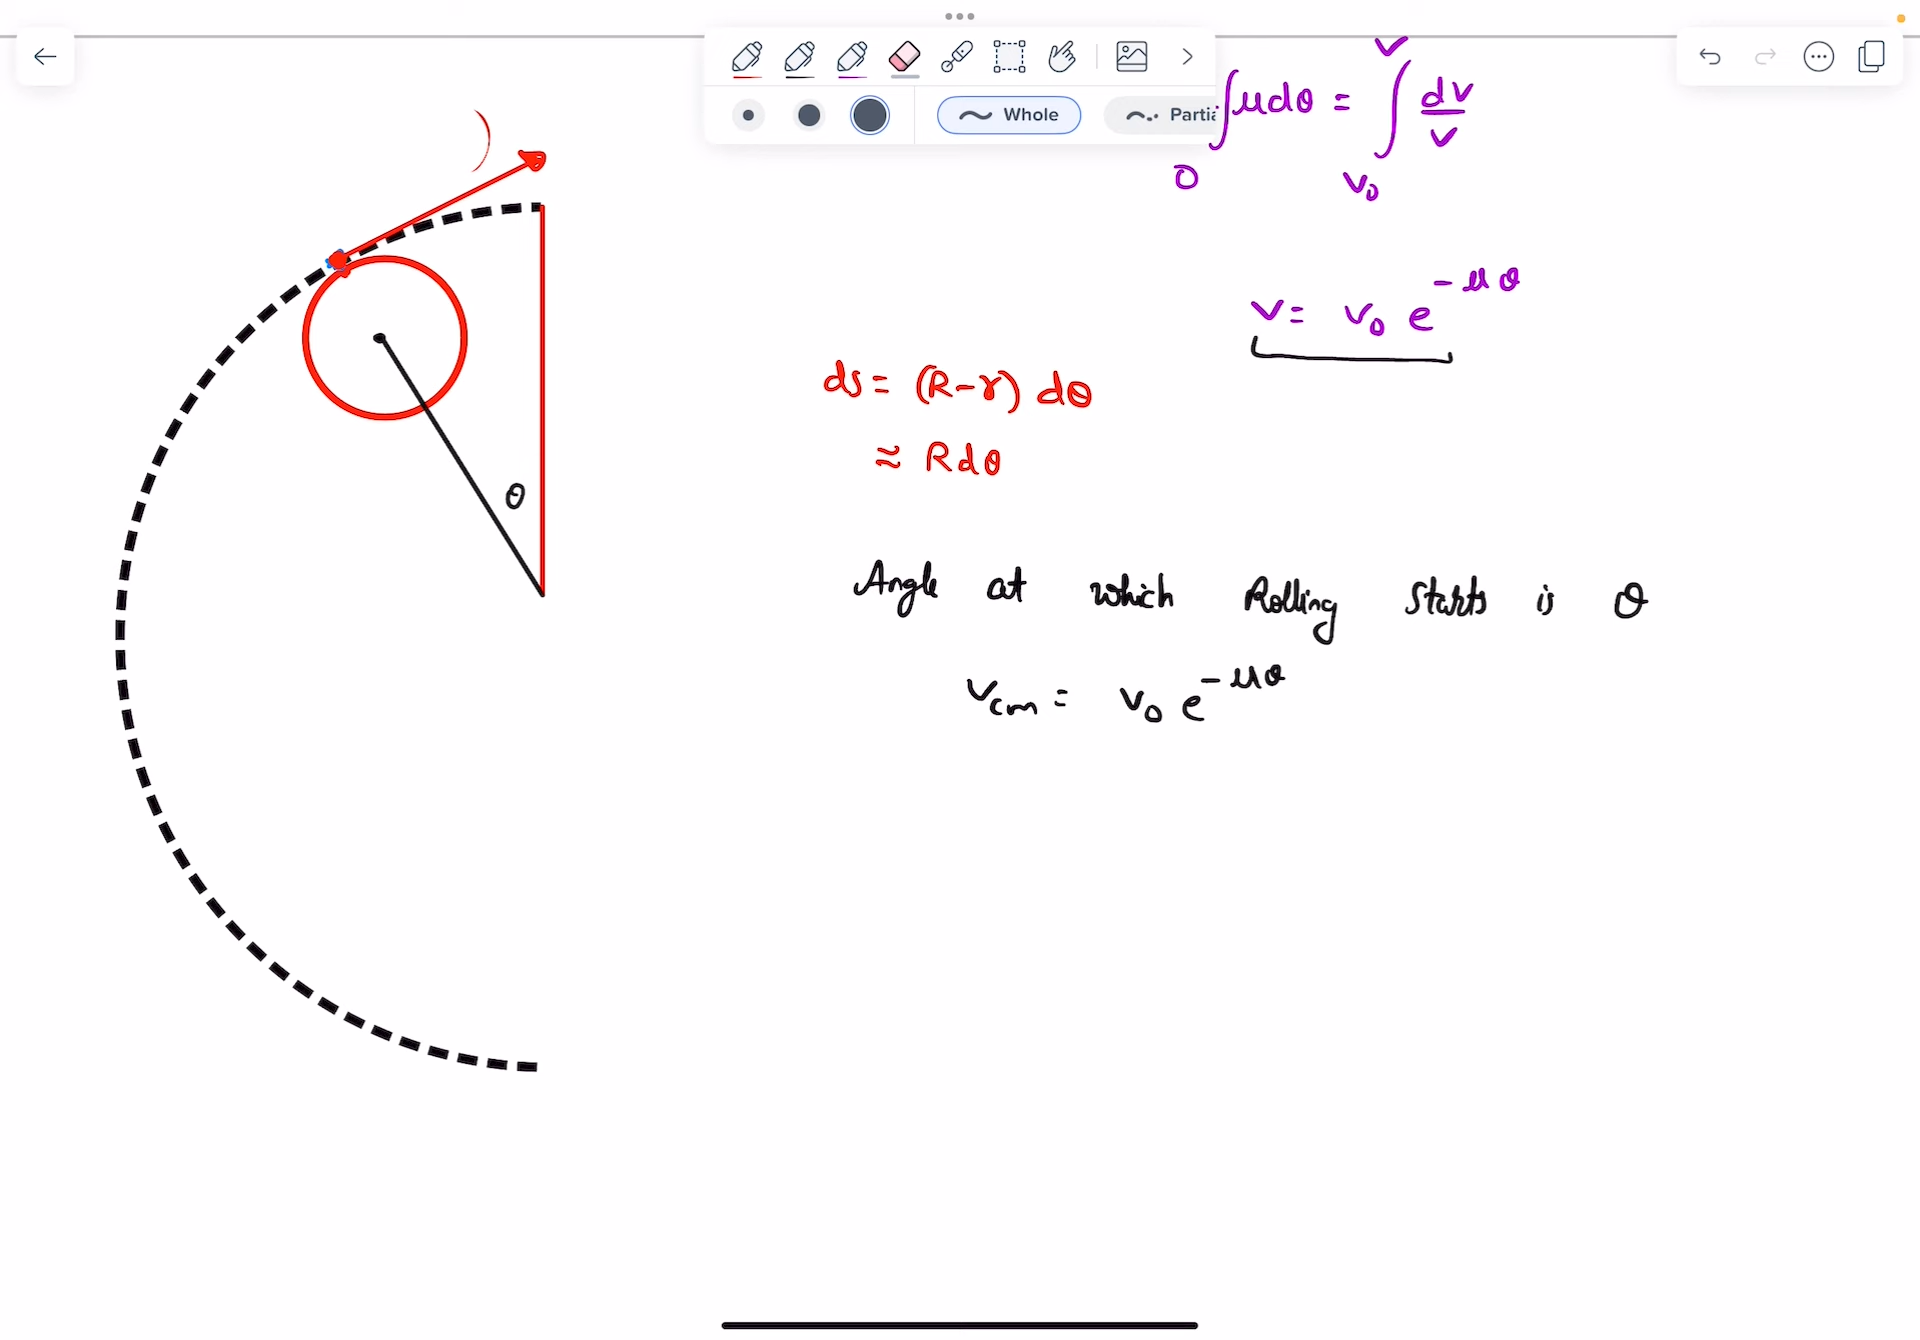 Whole
Partia
∫μdθ = ∫ dv/v
0
v₀
v
v = v₀ e^(-μθ)
ds = (R-r) dθ
≈ Rdθ
θ
Angle at which Rolling starts is θ
v_cm = v₀ e^(-μθ)